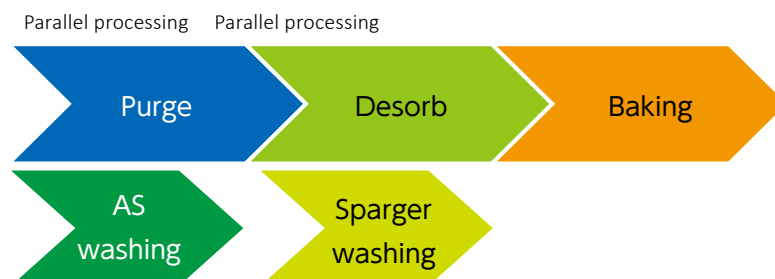 Parallel processing
Parallel processing
Purge
Desorb
Baking
AS
washing
Sparger
washing